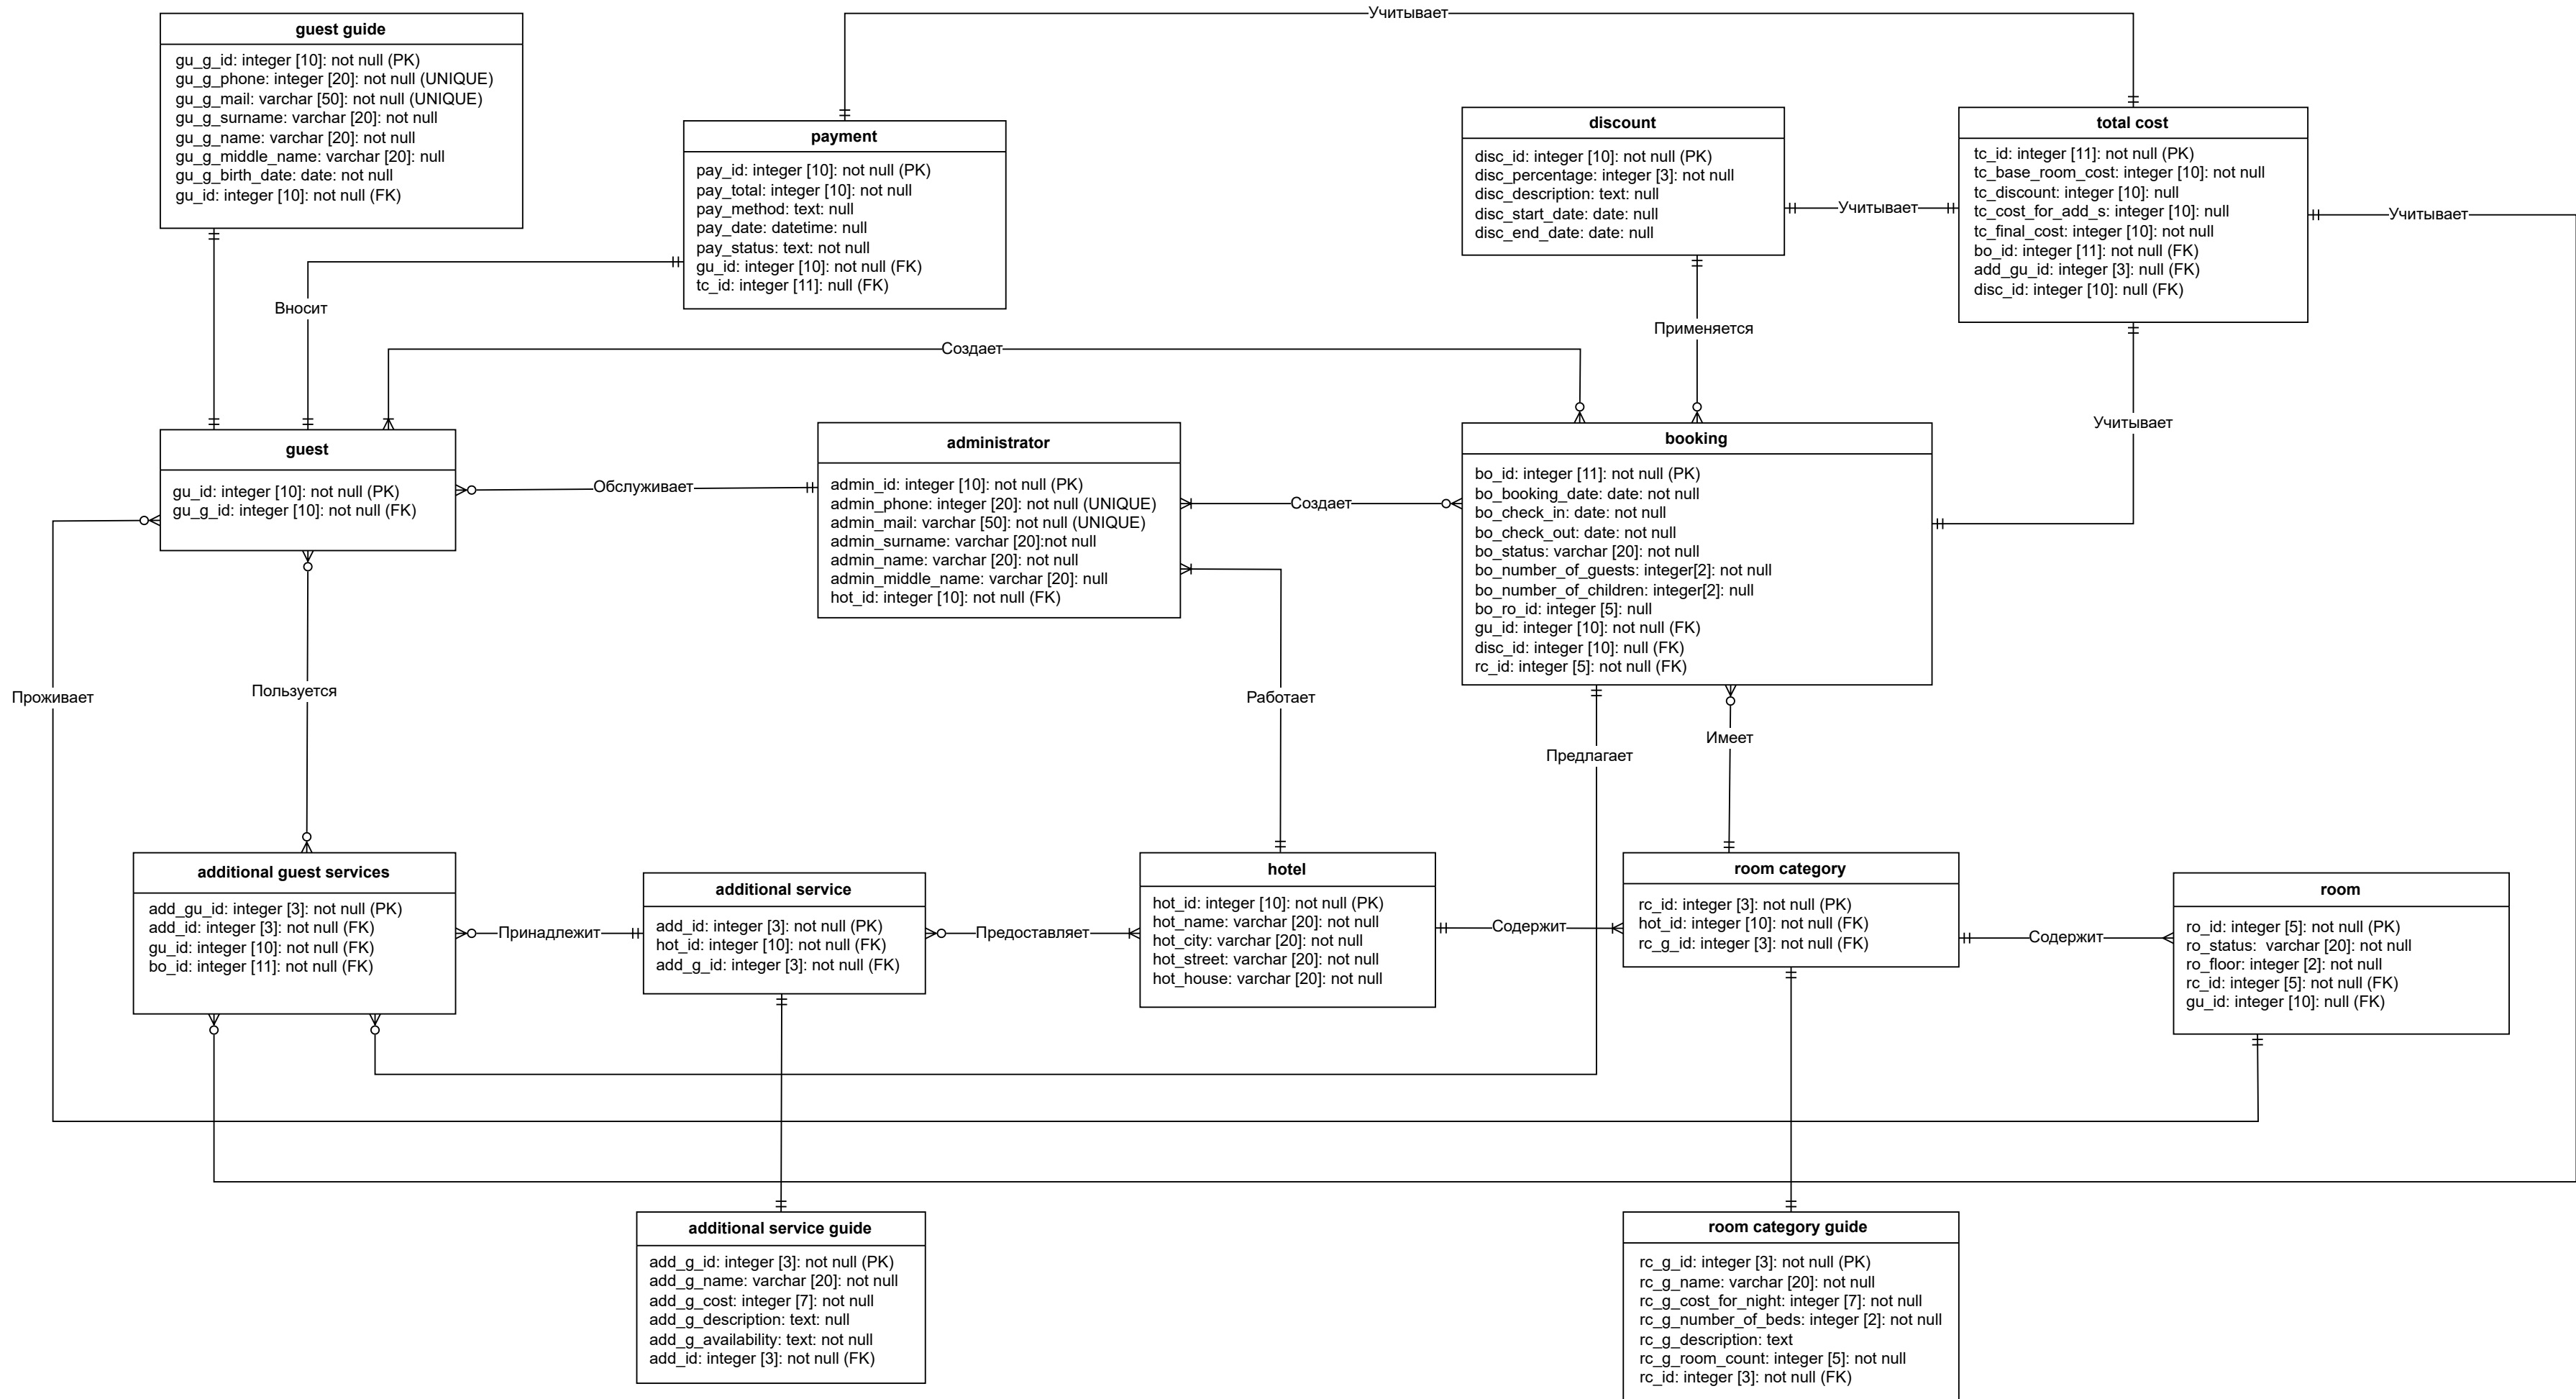 Учитывает
guest guide
gu_g_id: integer [10]: not null (PK)
gu_g_phone: integer [20]: not null (UNIQUE)
gu_g_mail: varchar [50]: not null (UNIQUE)
gu_g_surname: varchar [20]: not null
gu_g_name: varchar [20]: not null
gu_g_middle_name: varchar [20]: null
gu_g_birth_date: date: not null
gu_id: integer [10]: not null (FK)
payment
pay_id: integer [10]: not null (PK)
pay_total: integer [10]: not null
pay_method: text: null
pay_date: datetime: null
pay_status: text: not null
gu_id: integer [10]: not null (FK)
tc_id: integer [11]: null (FK)
discount
disc_id: integer [10]: not null (PK)
disc_percentage: integer [3]: not null
disc_description: text: null
disc_start_date: date: null
disc_end_date: date: null
Учитывает
total cost
tc_id: integer [11]: not null (PK)
tc_base_room_cost: integer [10]: not null
tc_discount: integer [10]: null
tc_cost_for_add_s: integer [10]: null
tc_final_cost: integer [10]: not null
bo_id: integer [11]: not null (FK)
add_gu_id: integer [3]: null (FK)
disc_id: integer [10]: null (FK)
Учитывает
Вносит
Применяется
Создает
Учитывает
guest
gu_id: integer [10]: not null (PK)
gu_g_id: integer [10]: not null (FK)
Обслуживает
administrator
admin_id: integer [10]: not null (PK)
admin_phone: integer [20]: not null (UNIQUE)
admin_mail: varchar [50]: not null (UNIQUE)
admin_surname: varchar [20]:not null
admin_name: varchar [20]: not null
admin_middle_name: varchar [20]: null
hot_id: integer [10]: not null (FK)
Создает
booking
bo_id: integer [11]: not null (PK)
bo_booking_date: date: not null
bo_check_in: date: not null
bo_check_out: date: not null
bo_status: varchar [20]: not null
bo_number_of_guests: integer[2]: not null
bo_number_of_children: integer[2]: null
bo_ro_id: integer [5]: null
gu_id: integer [10]: not null (FK)
disc_id: integer [10]: null (FK)
rc_id: integer [5]: not null (FK)
Проживает
Пользуется
Работает
Предлагает
Имеет
additional guest services
add_gu_id: integer [3]: not null (PK)
add_id: integer [3]: not null (FK)
gu_id: integer [10]: not null (FK)
bo_id: integer [11]: not null (FK)
Принадлежит
additional service
add_id: integer [3]: not null (PK)
hot_id: integer [10]: not null (FK)
add_g_id: integer [3]: not null (FK)
Предоставляет
hotel
hot_id: integer [10]: not null (PK)
hot_name: varchar [20]: not null
hot_city: varchar [20]: not null
hot_street: varchar [20]: not null
hot_house: varchar [20]: not null
Содержит
room category
rc_id: integer [3]: not null (PK)
hot_id: integer [10]: not null (FK)
rc_g_id: integer [3]: not null (FK)
Содержит
room
ro_id: integer [5]: not null (PK)
ro_status: varchar [20]: not null
ro_floor: integer [2]: not null
rc_id: integer [5]: not null (FK)
gu_id: integer [10]: null (FK)
additional service guide
add_g_id: integer [3]: not null (PK)
add_g_name: varchar [20]: not null
add_g_cost: integer [7]: not null
add_g_description: text: null
add_g_availability: text: not null
add_id: integer [3]: not null (FK)
room category guide
rc_g_id: integer [3]: not null (PK)
rc_g_name: varchar [20]: not null
rc_g_cost_for_night: integer [7]: not null
rc_g_number_of_beds: integer [2]: not null
rc_g_description: text
rc_g_room_count: integer [5]: not null
rc_id: integer [3]: not null (FK)